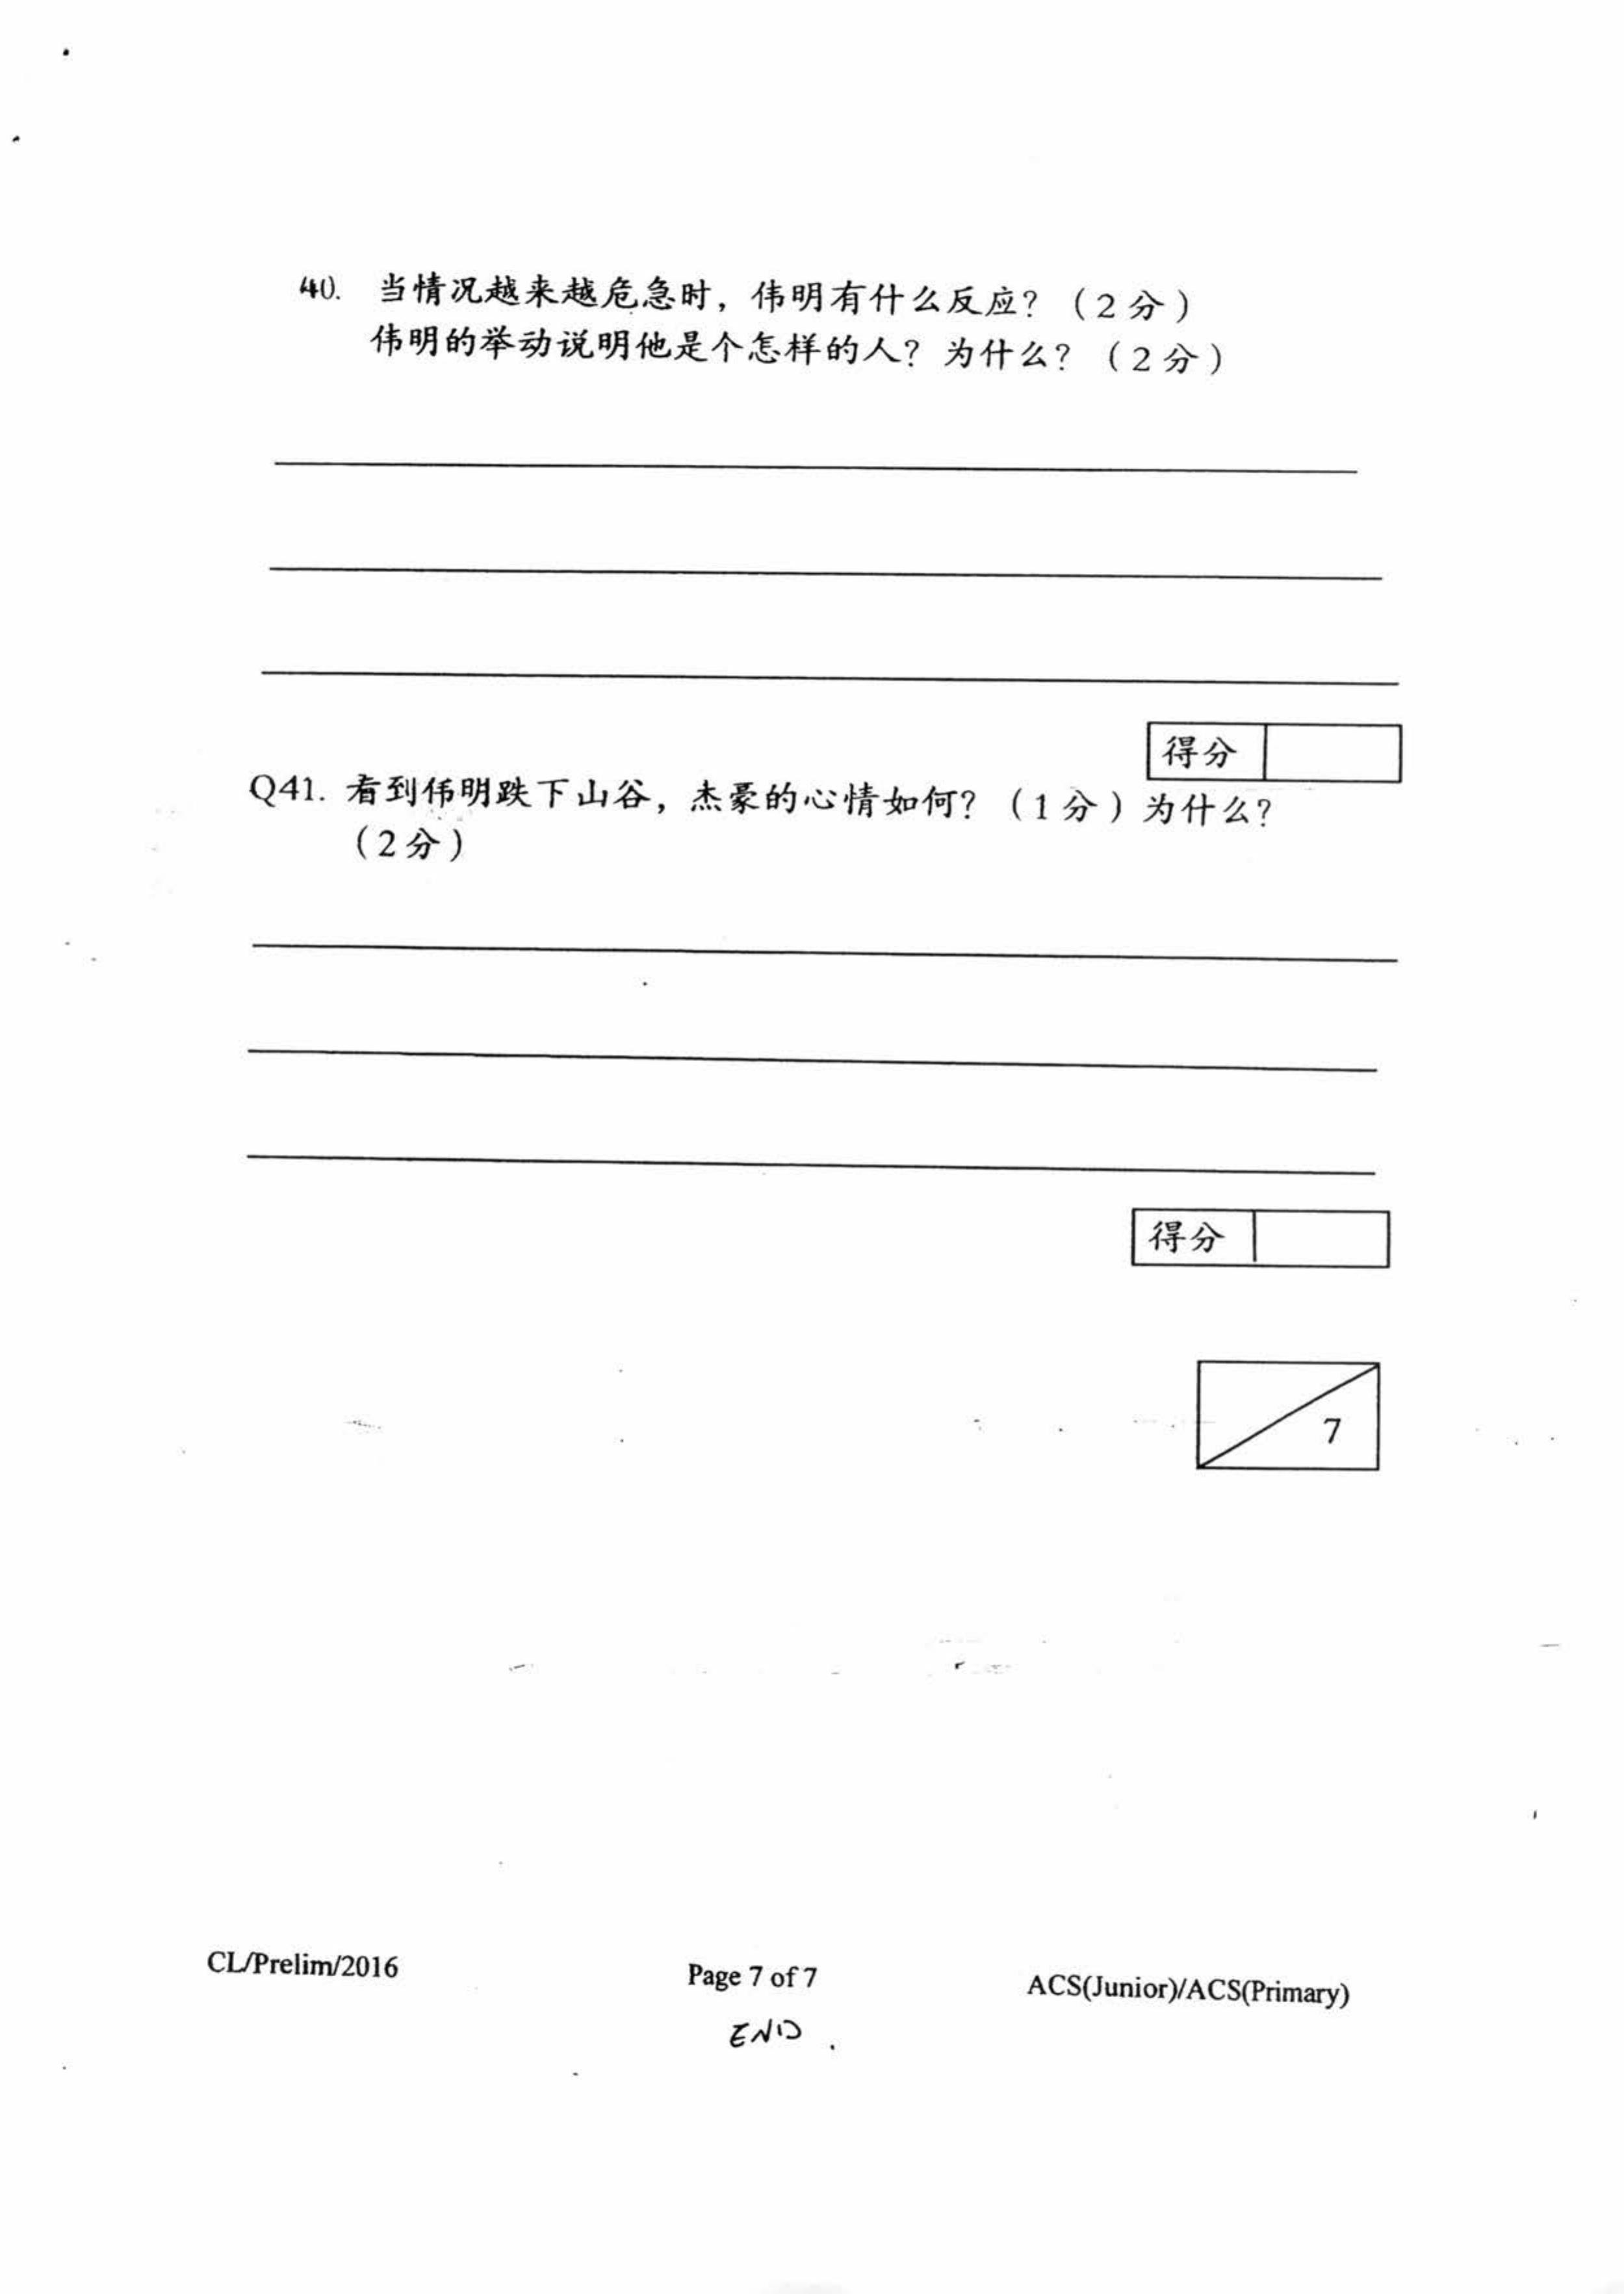 40. 当情况越来越危急时，伟明有什么反应？（2分）
伟明的举动说明他是个怎样的人？为什么？（2分）
得分
Q41. 看到伟明跌下山谷，杰豪的心情如何？（1分）为什么？
（2分）
得分
7
CL/Prelim/2016 Page 7 of 7 ACS(Junior)/ACS(Primary)
END.